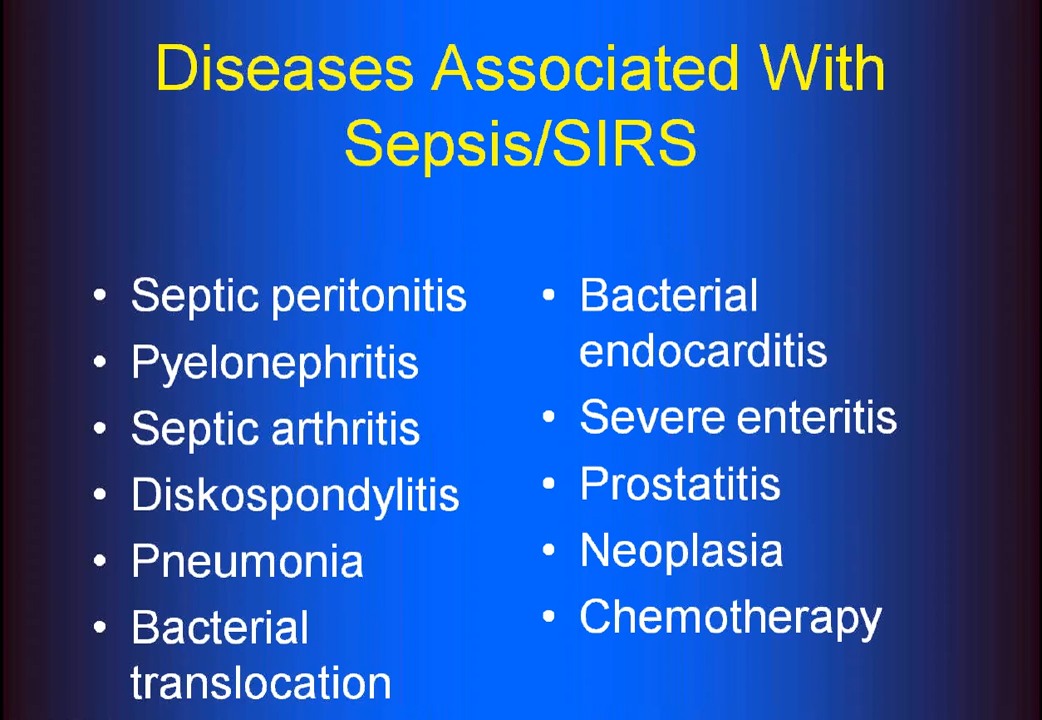 Diseases Associated With
Sepsis/SIRS
• Septic peritonitis
• Pyelonephritis
• Septic arthritis
• Diskospondylitis
• Pneumonia
• Bacterial
translocation
• Bacterial
endocarditis
• Severe enteritis
• Prostatitis
• Neoplasia
• Chemotherapy